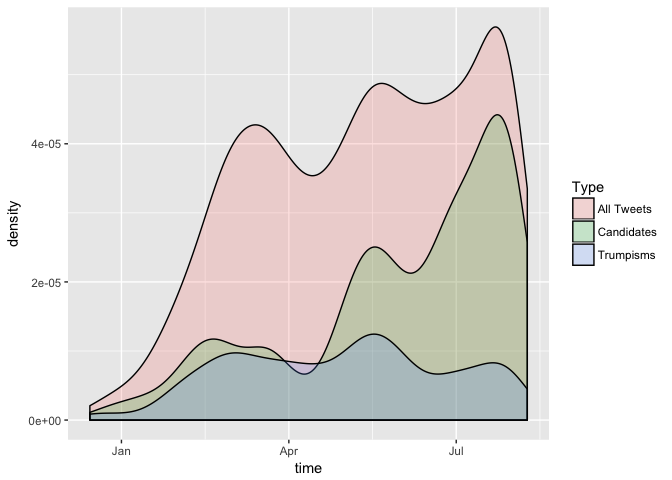 density
4e-05
2e-05
0e+00
Jan
Apr
Jul
time
Type
All Tweets
Candidates
Trumpisms